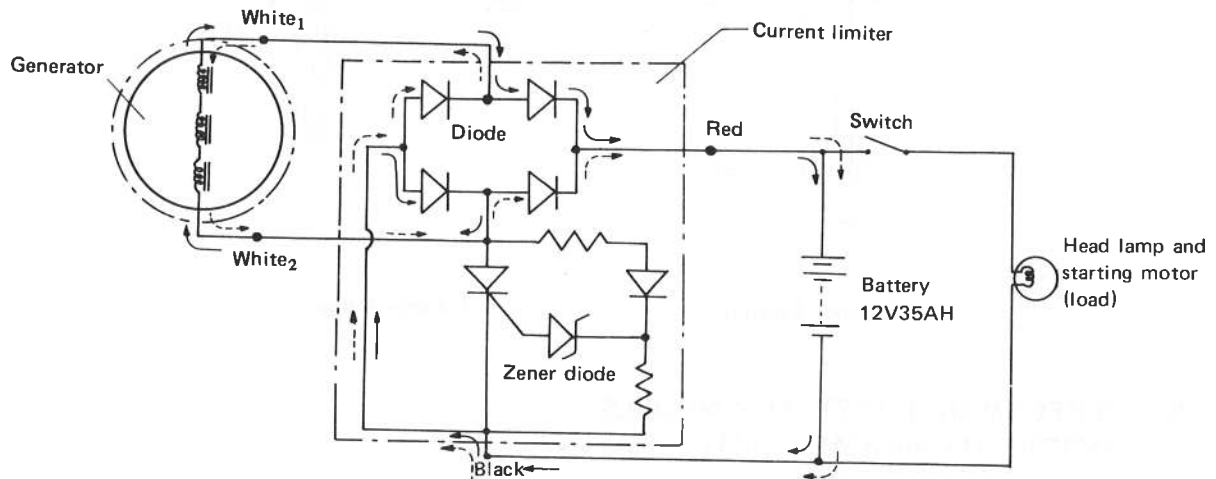 White₁
Current limiter
Generator
Diode
Red
Switch
White₂
Head lamp and
starting motor
(load)
Battery
12V35AH
Zener diode
Black